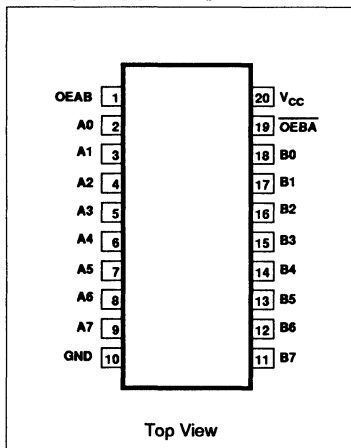 OEAB 1 20 VCC
A0 2 19 OEBA
A1 3 18 B0
A2 4 17 B1
A3 5 16 B2
A4 6 15 B3
A5 7 14 B4
A6 8 13 B5
A7 9 12 B6
GND 10 11 B7
Top View